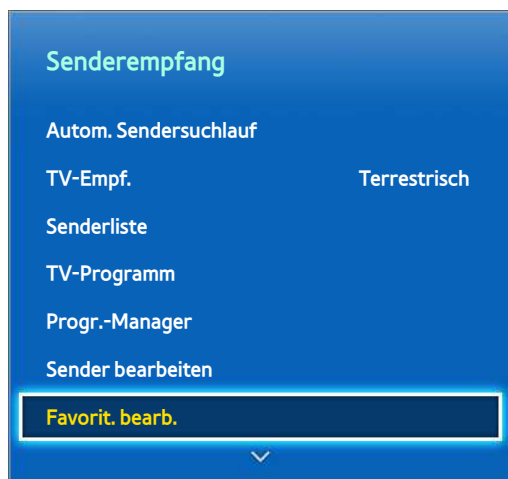 Senderempfang
Autom. Sendersuchlauf
TV-Empf. Terrestrisch
Senderliste
TV-Programm
Progr.-Manager
Sender bearbeiten
Favorit. bearb.